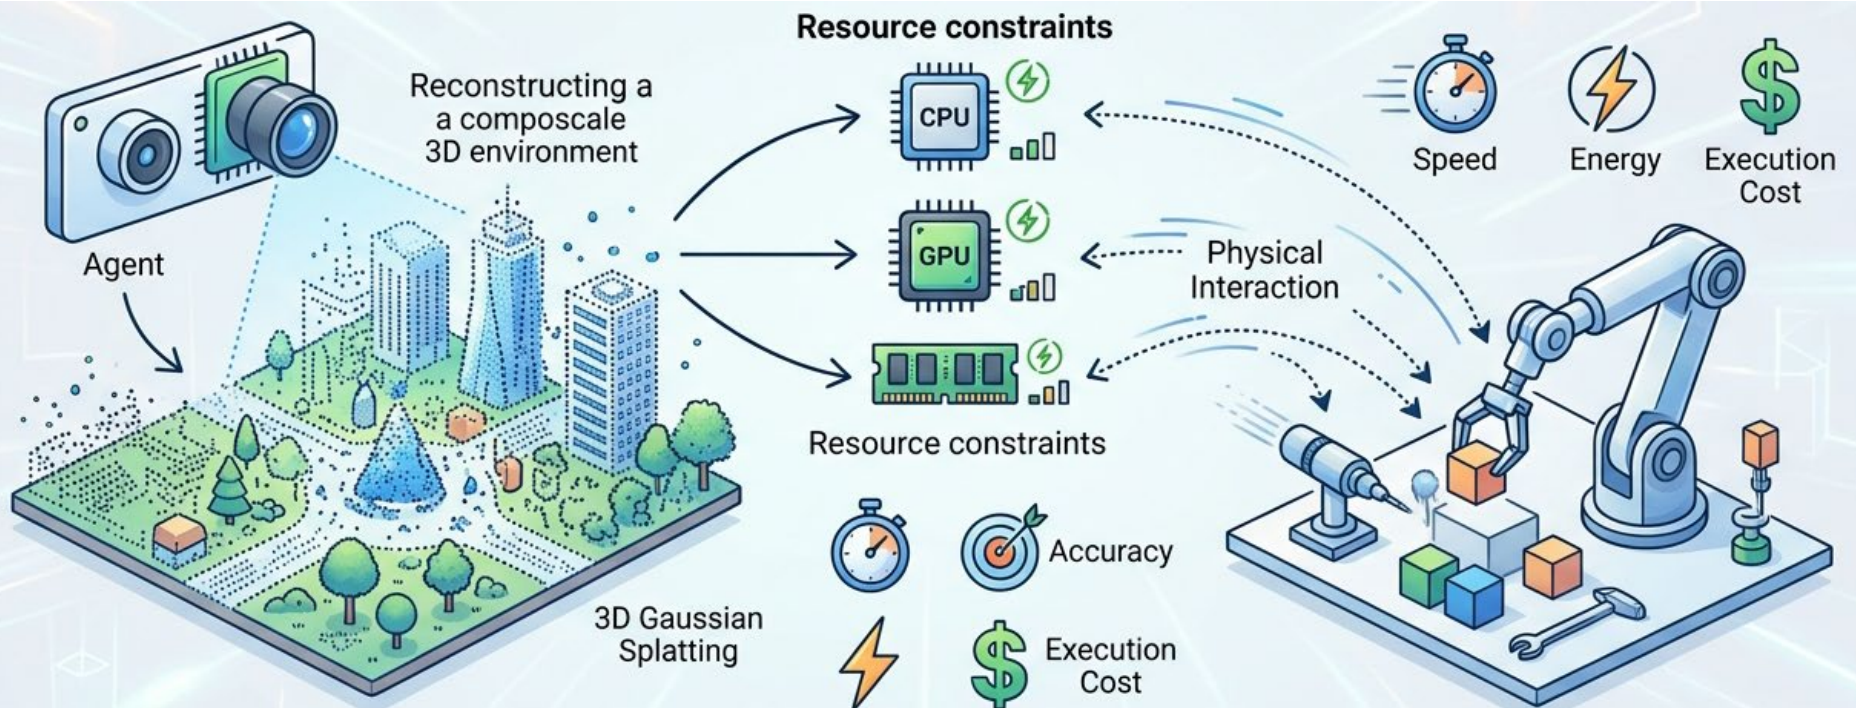 Resource constraints
Reconstructing a
a composcale
3D environment
Agent
CPU
GPU
Resource constraints
Physical
Interaction
Speed
Energy
Execution
Cost
Accuracy
3D Gaussian
Splatting
Execution
Cost